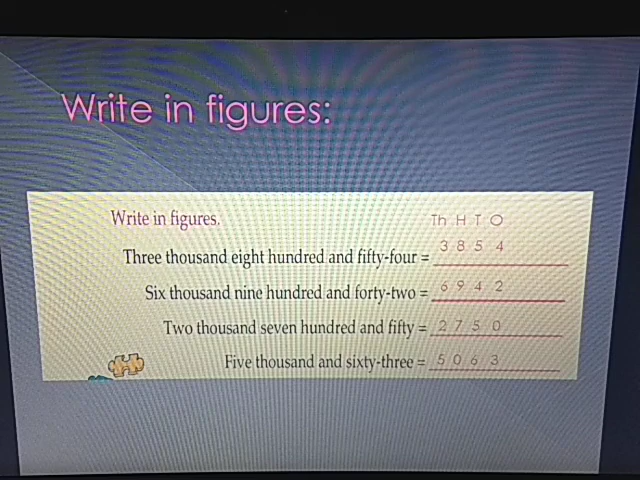 Write in figures:
Write in figures. Th H T O
Three thousand eight hundred and fifty-four = 3 8 5 4
Six thousand nine hundred and forty-two = 6 9 4 2
Two thousand seven hundred and fifty = 2 7 5 0
Five thousand and sixty-three = 5 0 6 3